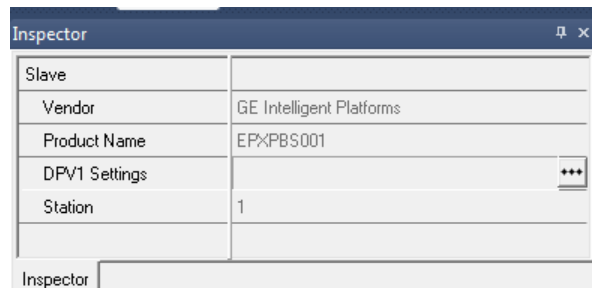 Inspector
Slave
Vendor GE Intelligent Platforms
Product Name EPXPBS001
DPV1 Settings
Station 1
Inspector